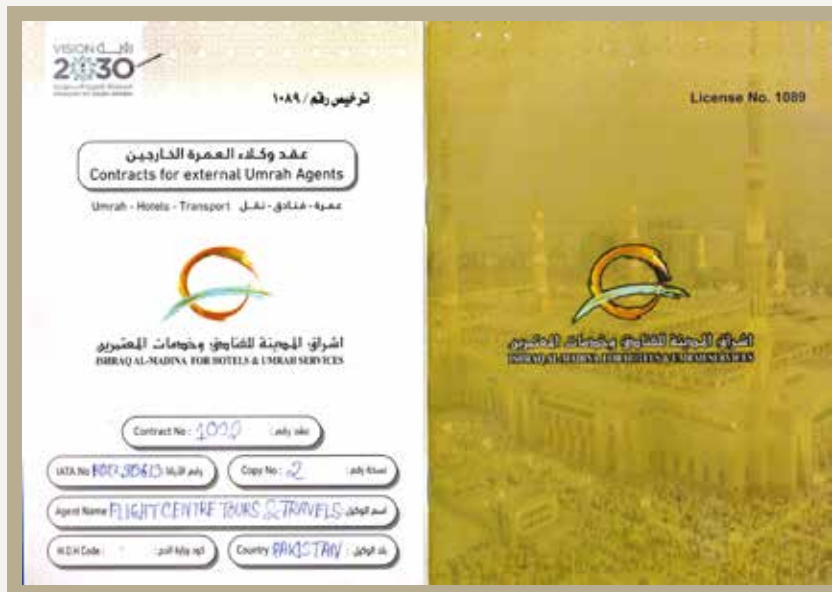 VISION رؤية
2030
ترخيص رقم / ١٠٨٩
عقد وكلاء العمرة الخارجين
Contracts for external Umrah Agents
Umrah - Hotels - Transport عمرة - فنادق - نقل
اشراق المدينة للفنادق وخدمات المعتمرين
ISHRAQ AL-MADINA FOR HOTELS & UMRAH SERVICES
Contract No : عقد رقم :
IATA No رقم الأياتا Copy No : 2 نسخة رقم :
Agent Name FLIGHT CENTRE TOURS & TRAVELS اسم الوكيل
M.O.H Code : كود وزارة الحج : Country PAKISTAN بلد الوكيل :
License No. 1089
اشراق المدينة للفنادق وخدمات المعتمرين
ISHRAQ AL-MADINA FOR HOTELS & UMRAH SERVICES